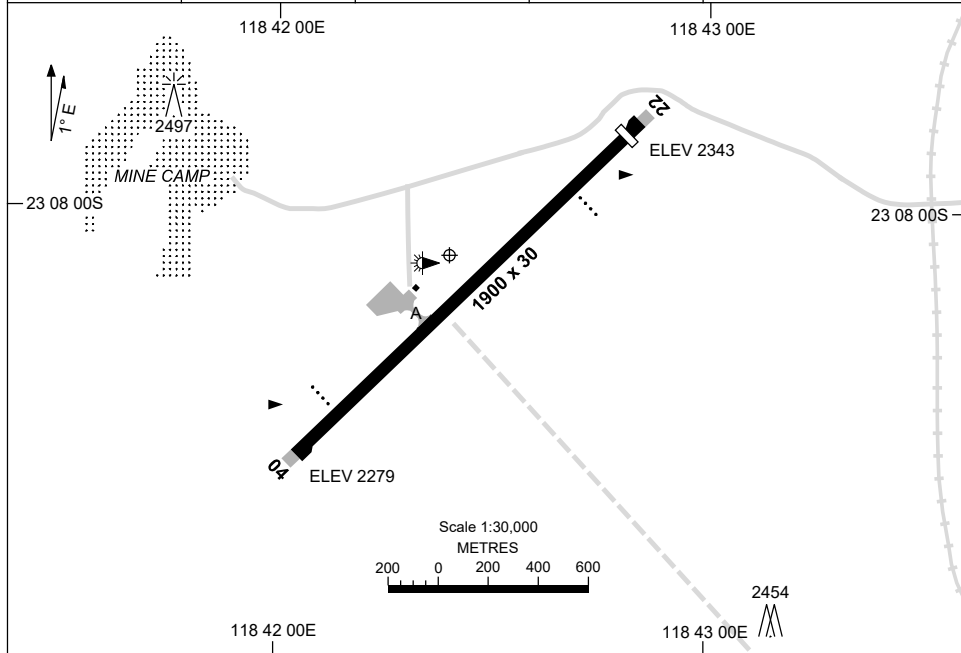 118 42 00E
118 43 00E
1° E
2497
22
ELEV 2343
MINE CAMP
23 08 00S
23 08 00S
1900 x 30
A
04
ELEV 2279
Scale 1:30,000
METRES
200 0 200 400 600
2454
118 42 00E
118 43 00E